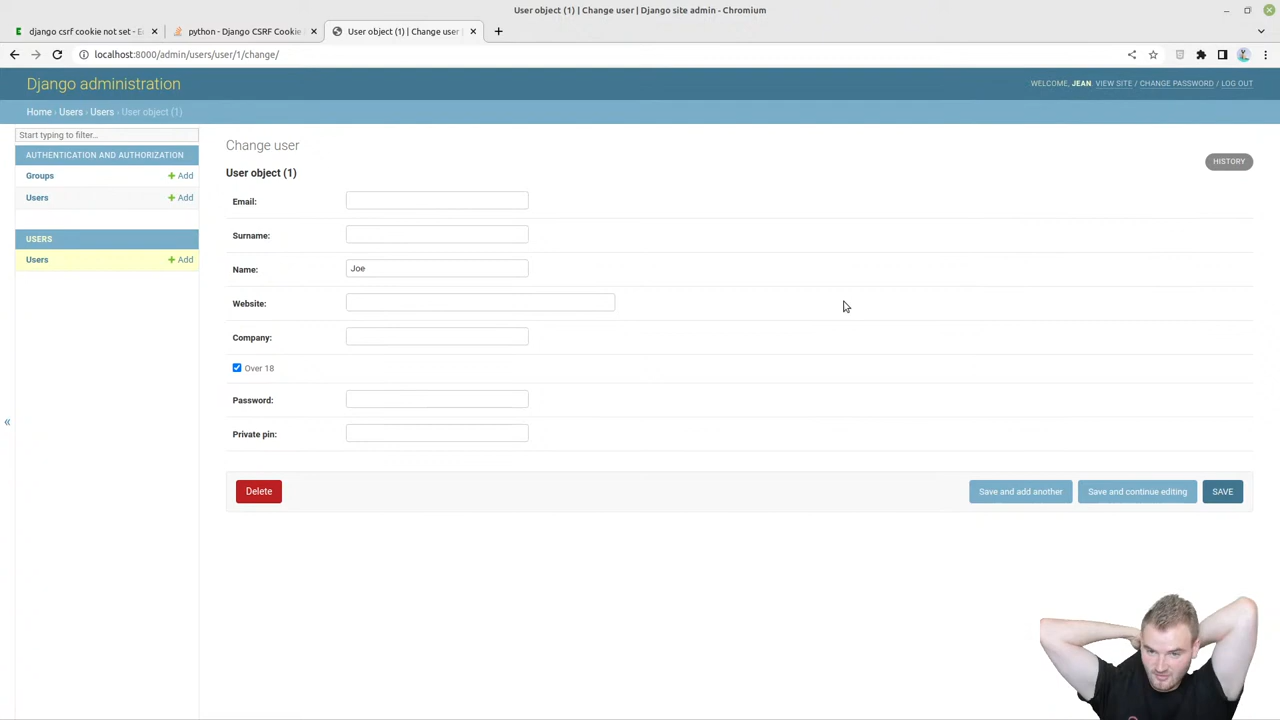 User object (1) | Change user | Django site admin - Chromium
django csrf cookie not set - E
python - Django CSRF Cookie
User object (1) | Change user
localhost:8000/admin/users/user/1/change/
Django administration
WELCOME, JEAN. VIEW SITE / CHANGE PASSWORD / LOG OUT
Home › Users › Users › User object (1)
Start typing to filter...
AUTHENTICATION AND AUTHORIZATION
Groups + Add
Users + Add
USERS
Users + Add
«
Change user
HISTORY
User object (1)
Email:
Surname:
Name: Joe
Website:
Company:
Over 18
Password:
Private pin:
Delete
Save and add another
Save and continue editing
SAVE